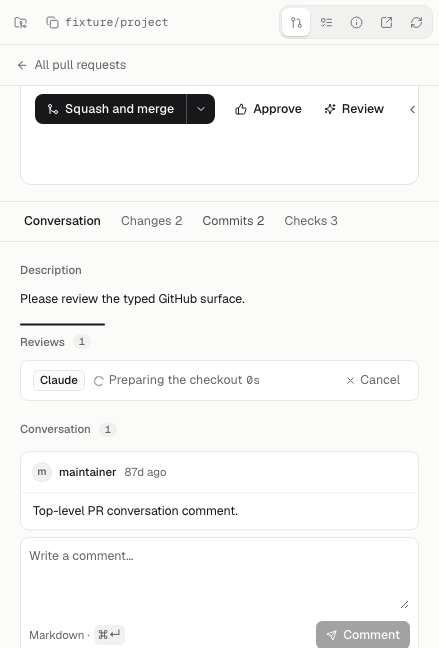 fixture/project
All pull requests
Squash and merge
Approve
Review
Conversation
Changes 2
Commits 2
Checks 3
Description
Please review the typed GitHub surface.
Reviews 1
Claude Preparing the checkout 0s Cancel
Conversation 1
m maintainer 87d ago
Top-level PR conversation comment.
Write a comment…
Markdown · ⌘↵ Comment